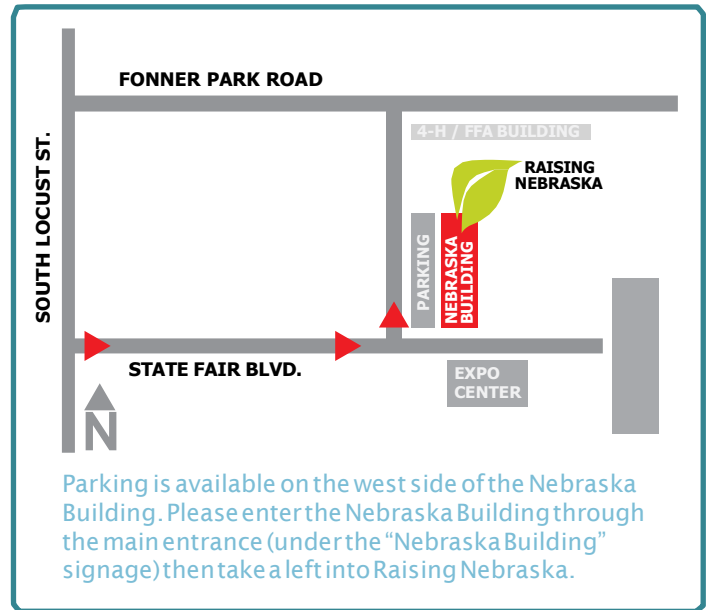 FONNER PARK ROAD
4-H / FFA BUILDING
RAISING
NEBRASKA
SOUTH LOCUST ST.
PARKING
NEBRASKA
BUILDING
STATE FAIR BLVD.
EXPO
CENTER
N
Parking is available on the west side of the Nebraska
Building. Please enter the Nebraska Building through
the main entrance (under the “Nebraska Building”
signage) then take a left into Raising Nebraska.